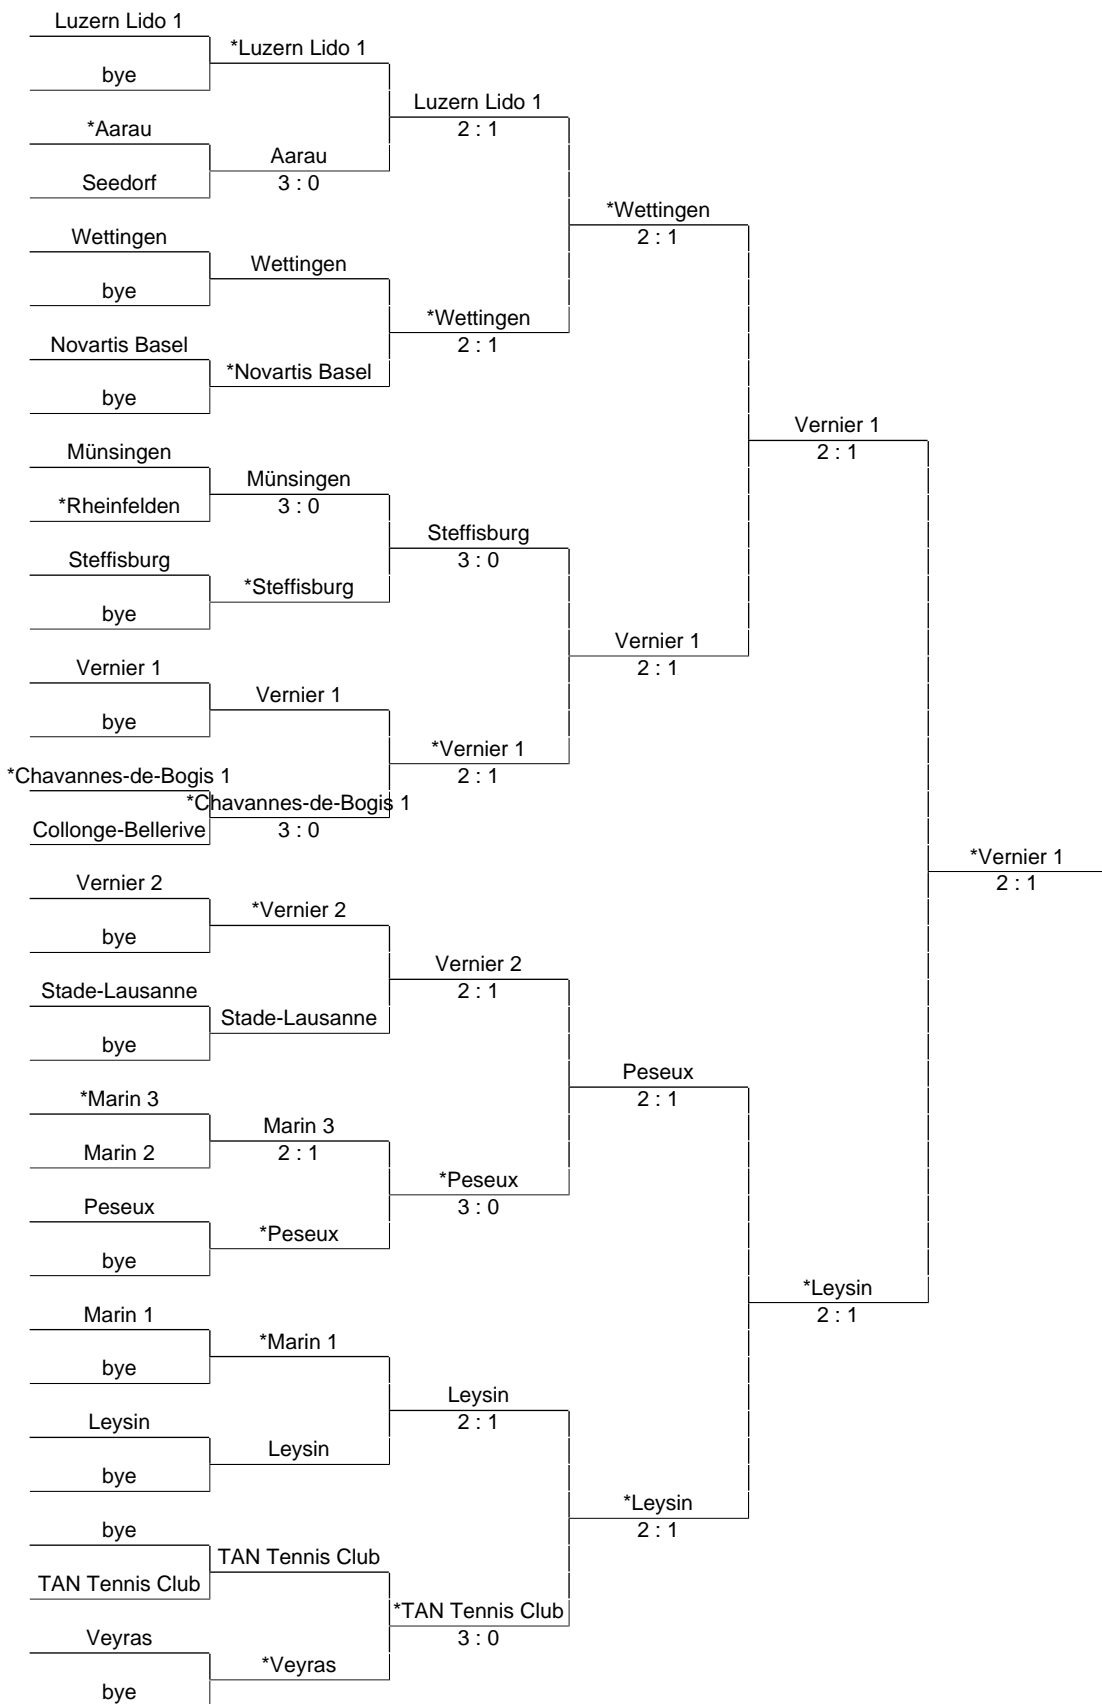 Luzern Lido 1
bye
*Aarau
Seedorf
Wettingen
bye
Novartis Basel
bye
Münsingen
*Rheinfelden
Steffisburg
bye
Vernier 1
bye
*Chavannes-de-Bogis 1
Collonge-Bellerive
Vernier 2
bye
Stade-Lausanne
bye
*Marin 3
Marin 2
Peseux
bye
Marin 1
bye
Leysin
bye
bye
TAN Tennis Club
Veyras
bye
*Luzern Lido 1
Aarau
3 : 0
Wettingen
*Novartis Basel
Münsingen
3 : 0
*Steffisburg
Vernier 1
*Chavannes-de-Bogis 1
3 : 0
*Vernier 2
Stade-Lausanne
Marin 3
2 : 1
*Peseux
*Marin 1
Leysin
TAN Tennis Club
*Veyras
Luzern Lido 1
2 : 1
*Wettingen
2 : 1
Steffisburg
3 : 0
*Vernier 1
2 : 1
Vernier 2
2 : 1
*Peseux
3 : 0
Leysin
2 : 1
*TAN Tennis Club
3 : 0
*Wettingen
2 : 1
Vernier 1
2 : 1
Peseux
2 : 1
*Leysin
2 : 1
Vernier 1
2 : 1
*Leysin
2 : 1
*Vernier 1
2 : 1